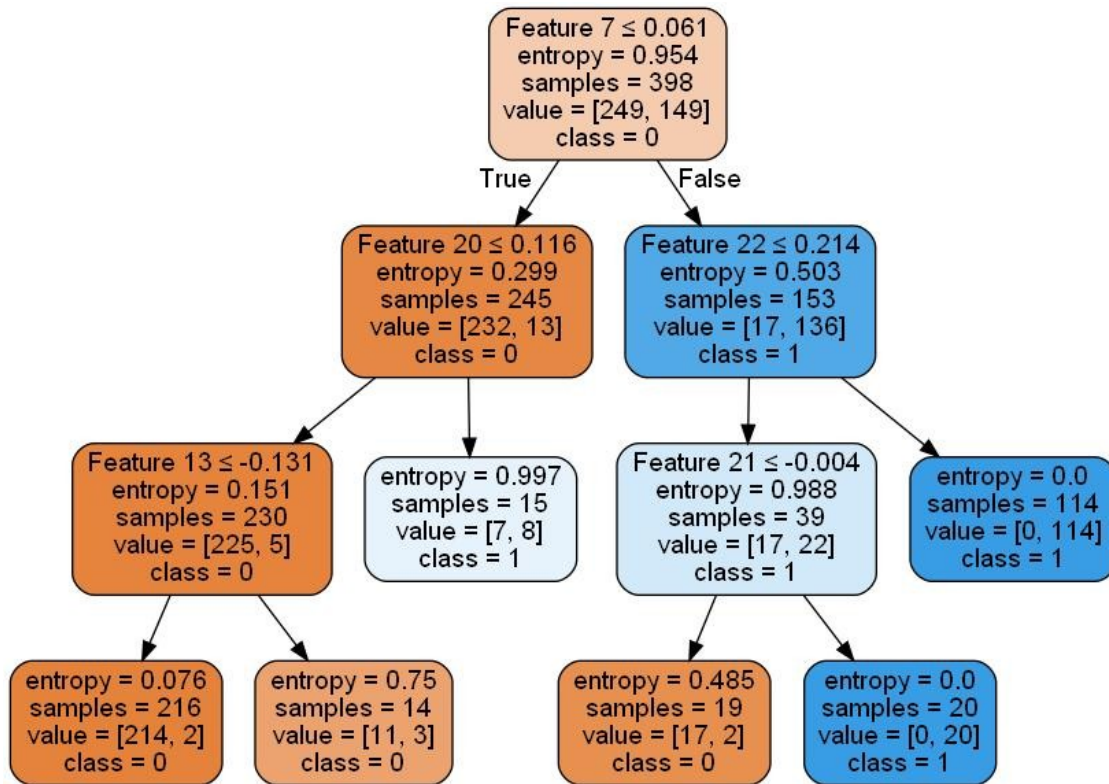 Feature 7 ≤ 0.061
entropy = 0.954
samples = 398
value = [249, 149]
class = 0
True
False
Feature 20 ≤ 0.116
entropy = 0.299
samples = 245
value = [232, 13]
class = 0
Feature 22 ≤ 0.214
entropy = 0.503
samples = 153
value = [17, 136]
class = 1
Feature 13 ≤ -0.131
entropy = 0.151
samples = 230
value = [225, 5]
class = 0
entropy = 0.997
samples = 15
value = [7, 8]
class = 1
Feature 21 ≤ -0.004
entropy = 0.988
samples = 39
value = [17, 22]
class = 1
entropy = 0.0
samples = 114
value = [0, 114]
class = 1
entropy = 0.076
samples = 216
value = [214, 2]
class = 0
entropy = 0.75
samples = 14
value = [11, 3]
class = 0
entropy = 0.485
samples = 19
value = [17, 2]
class = 0
entropy = 0.0
samples = 20
value = [0, 20]
class = 1